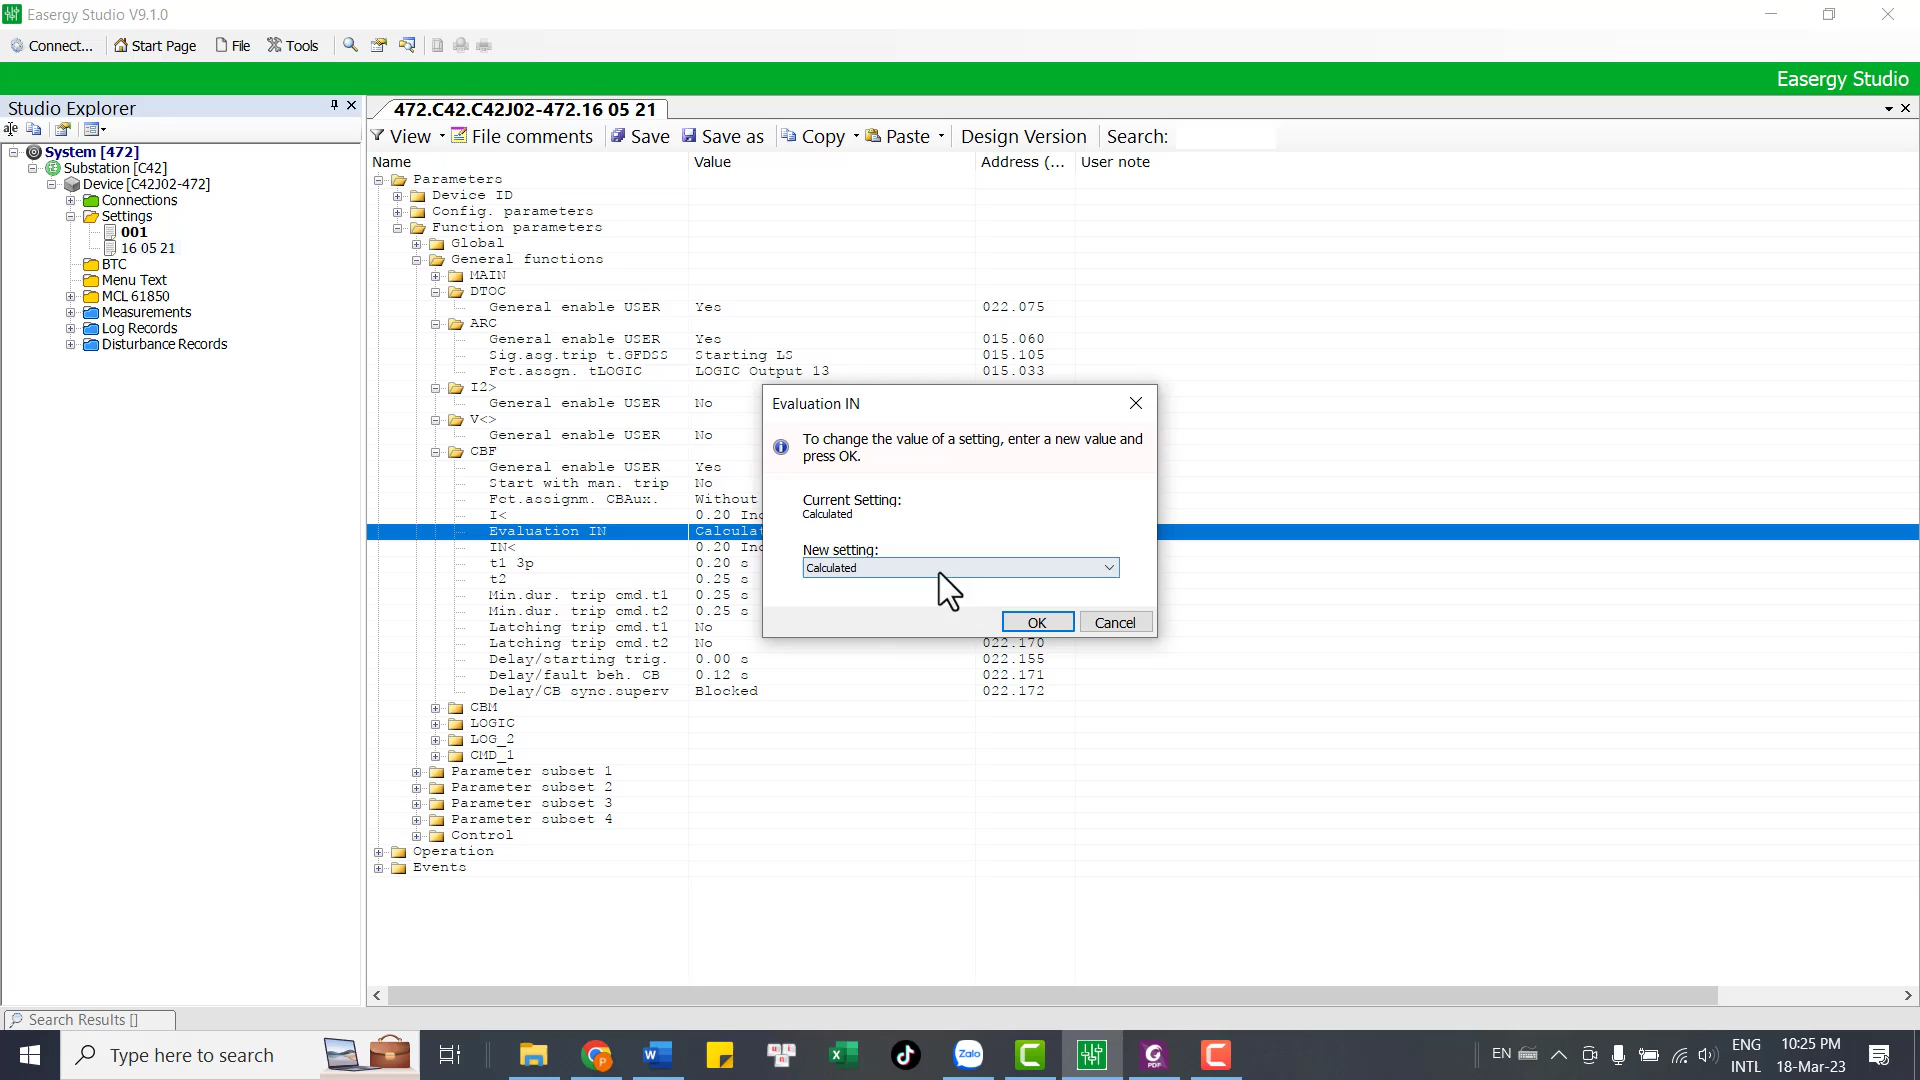 Easergy Studio V9.1.0
Connect... Start Page File Tools
Easergy Studio
Studio Explorer
472.C42.C42J02-472.16 05 21
View File comments Save Save as Copy Paste Design Version Search:
Name Value Address (... User note
System [472]
Substation [C42]
Device [C42J02-472]
Connections
Settings
001
16 05 21
BTC
Menu Text
MCL 61850
Measurements
Log Records
Disturbance Records
Parameters
Device ID
Config. parameters
Function parameters
Global
General functions
MAIN
DTOC
General enable USER Yes 022.075
ARC
General enable USER Yes 015.060
Sig.asg.trip t.GFDSS Starting LS 015.105
Fct.assgn. tLOGIC LOGIC Output 13 015.033
I2>
General enable USER No
V<>
General enable USER No
CBF
General enable USER Yes
Start with man. trip No
Fct.assignm. CBAux. Without
I< 0.20
Evaluation IN
IN< 0.20
t1 3p 0.20 s
t2 0.25 s
Min.dur. trip cmd.t1 0.25 s
Min.dur. trip cmd.t2 0.25 s
Latching trip cmd.t1 No
Latching trip cmd.t2 No 022.170
Delay/starting trig. 0.00 s 022.155
Delay/fault beh. CB 0.12 s 022.171
Delay/CB sync.superv Blocked 022.172
CBM
LOGIC
LOG_2
CMD_1
Parameter subset 1
Parameter subset 2
Parameter subset 3
Parameter subset 4
Control
Operation
Events
Evaluation IN
To change the value of a setting, enter a new value and
press OK.
Current Setting:
Calculated
New setting:
Calculated
OK Cancel
Search Results []
Type here to search
Zalo
PDF
EN
ENG
INTL
10:25 PM
18-Mar-23